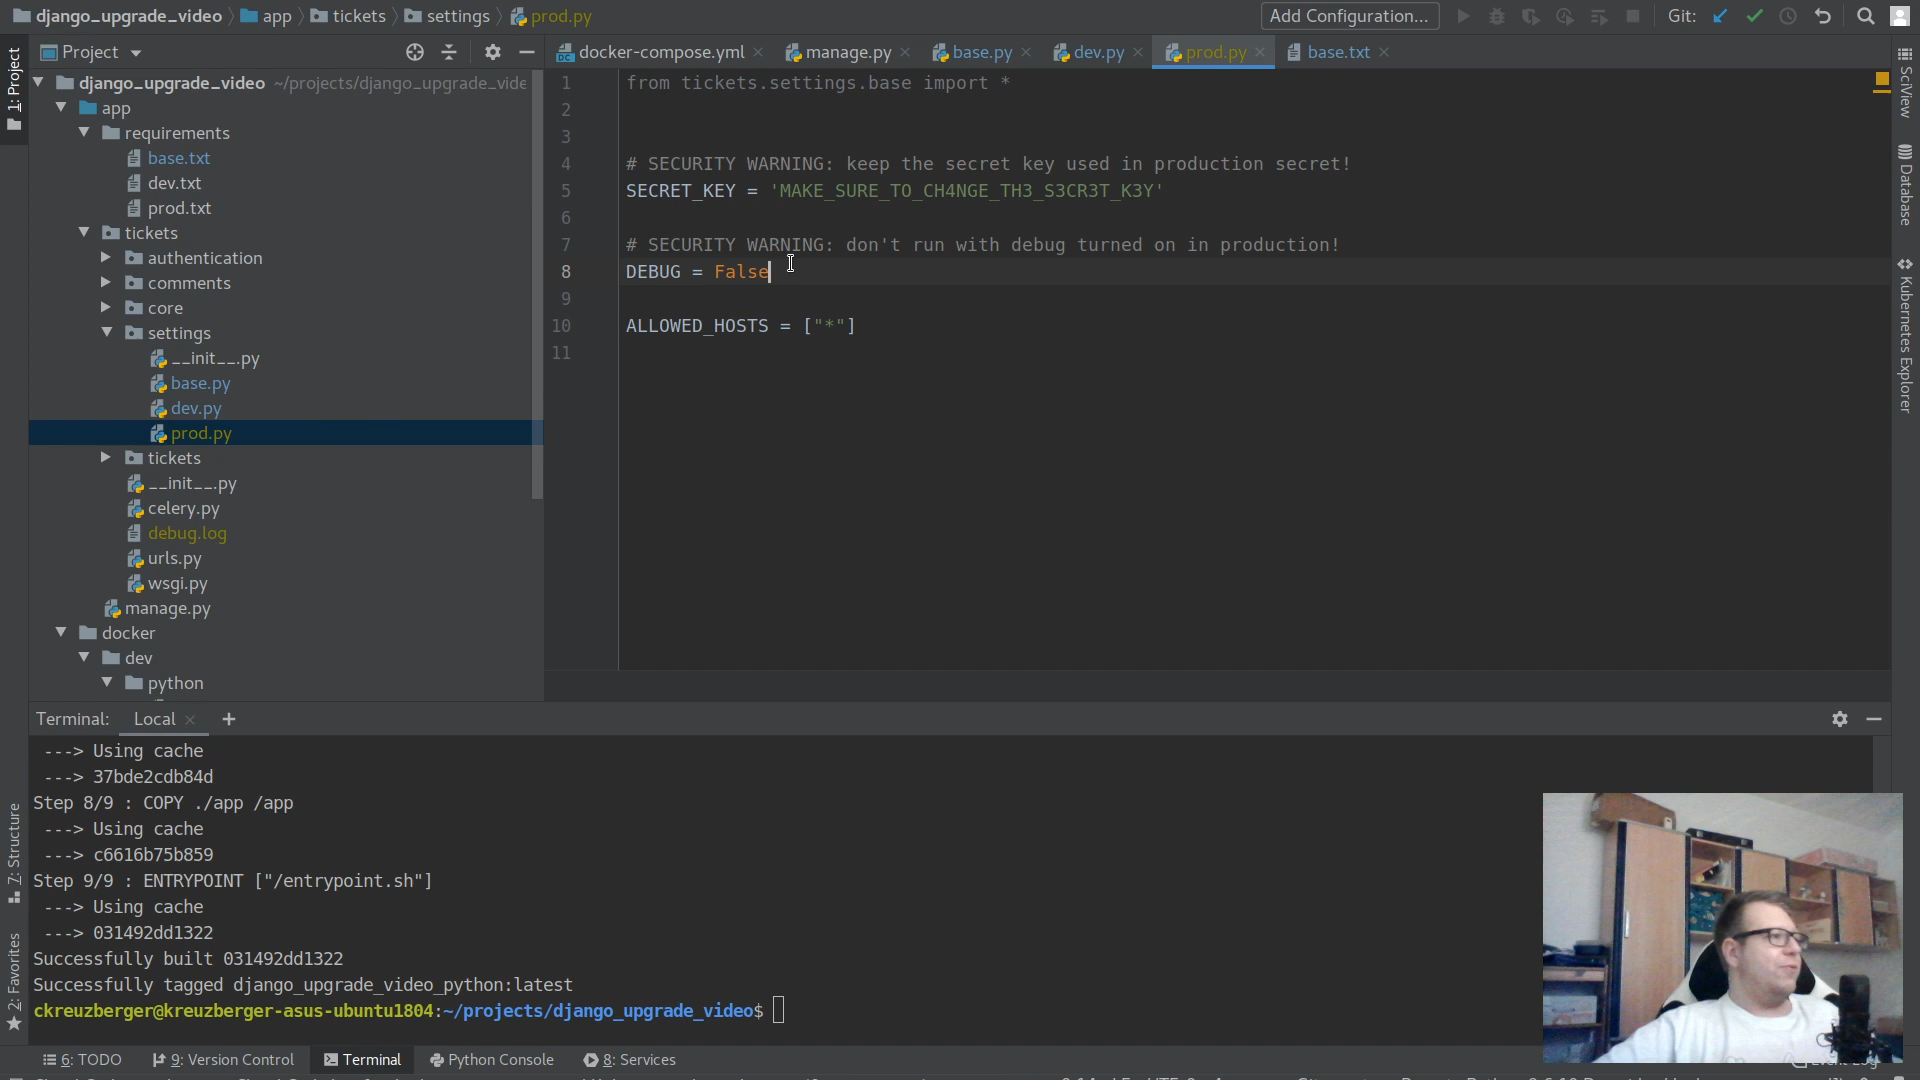 django_upgrade_video app tickets settings prod.py
Add Configuration...
Git:
Project
docker-compose.yml
manage.py
base.py
dev.py
prod.py
base.txt
1: Project
7: Structure
2: Favorites
django_upgrade_video ~/projects/django_upgrade_vide
app
requirements
base.txt
dev.txt
prod.txt
tickets
authentication
comments
core
settings
__init__.py
base.py
dev.py
prod.py
tickets
__init__.py
celery.py
debug.log
urls.py
wsgi.py
manage.py
docker
dev
python
1 from tickets.settings.base import *
2
3
4 # SECURITY WARNING: keep the secret key used in production secret!
5 SECRET_KEY = 'MAKE_SURE_TO_CH4NGE_TH3_S3CR3T_K3Y'
6
7 # SECURITY WARNING: don't run with debug turned on in production!
8 DEBUG = False
9
10 ALLOWED_HOSTS = ["*"]
11
SciView
Database
Kubernetes Explorer
Terminal: Local +
---> Using cache
---> 37bde2cdb84d
Step 8/9 : COPY ./app /app
---> Using cache
---> c6616b75b859
Step 9/9 : ENTRYPOINT ["/entrypoint.sh"]
---> Using cache
---> 031492dd1322
Successfully built 031492dd1322
Successfully tagged django_upgrade_video_python:latest
ckreuzberger@kreuzberger-asus-ubuntu1804:~/projects/django_upgrade_video$
6: TODO
9: Version Control
Terminal
Python Console
8: Services